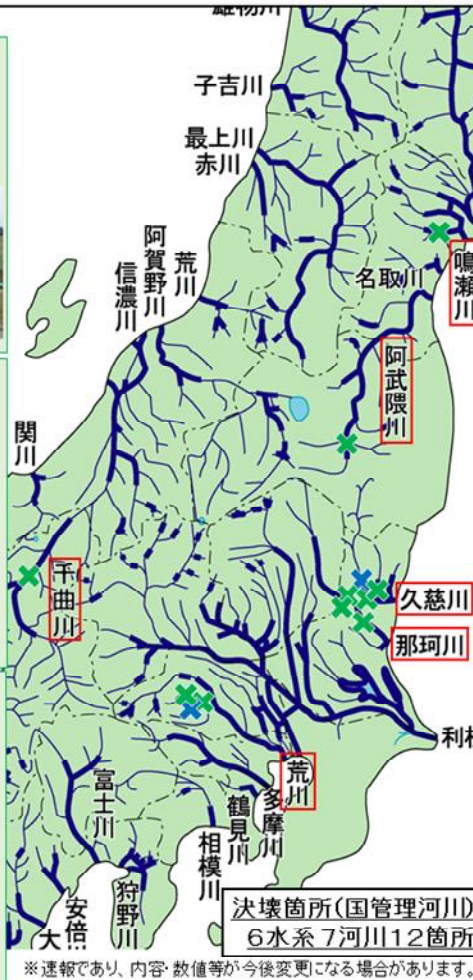 雄物川
子吉川
最上川
赤川
鳴瀬川
名取川
荒川
阿賀野川
信濃川
阿武隈川
関川
千曲川
久慈川
那珂川
利根
荒川
多摩川
鶴見川
相模川
富士川
狩野川
安倍
大
決壊箇所(国管理河川)
6水系7河川12箇所
※速報であり、内容・数値等が今後変更になる場合があります。